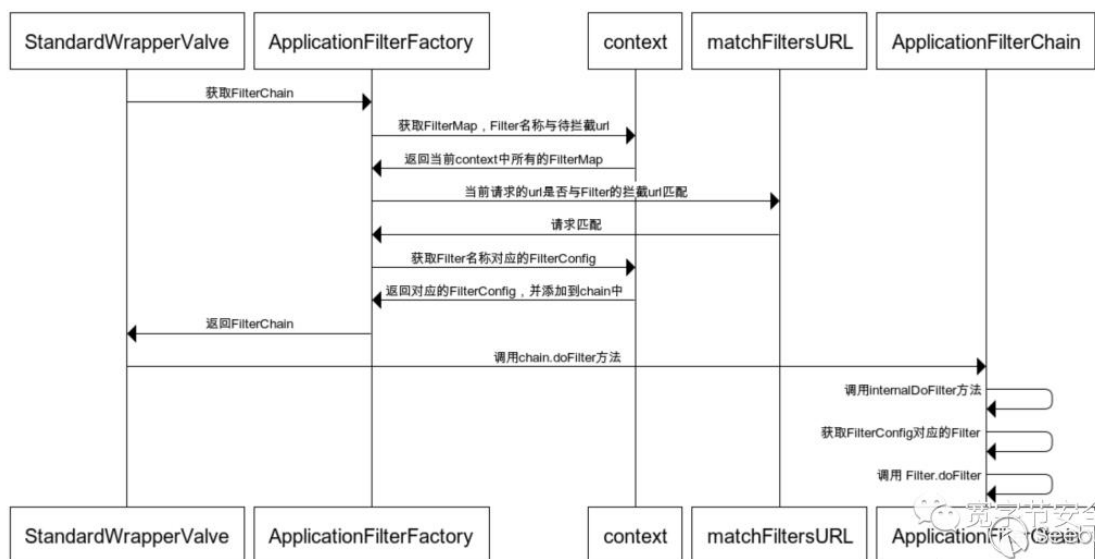 StandardWrapperValve
ApplicationFilterFactory
context
matchFiltersURL
ApplicationFilterChain
获取FilterChain
获取FilterMap，Filter名称与待拦截url
返回当前context中所有的FilterMap
当前请求的url是否与Filter的拦截url匹配
请求匹配
获取Filter名称对应的FilterConfig
返回对应的FilterConfig，并添加到chain中
返回FilterChain
调用chain.doFilter方法
调用internalDoFilter方法
获取FilterConfig对应的Filter
调用 Filter.doFilter
宽字节安全
StandardWrapperValve
ApplicationFilterFactory
context
matchFiltersURL
ApplicationFilterChain